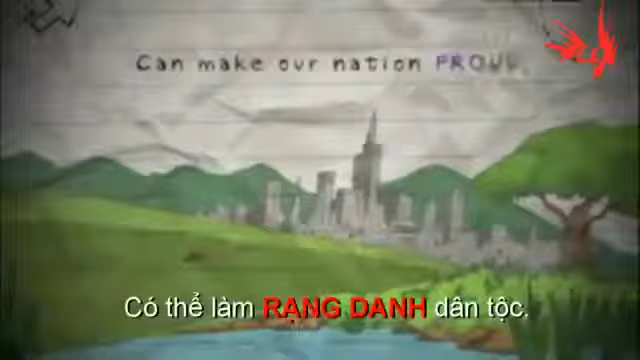 Can make our nation PROUD.
Có thể làm RẠNG DANH dân tộc.